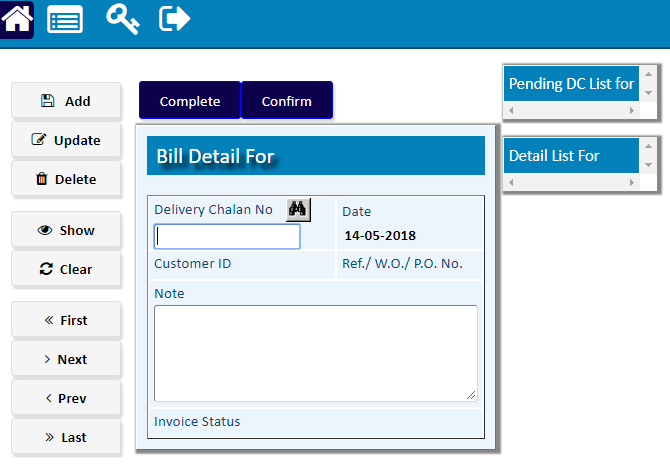 Add
Update
Delete
Show
Clear
First
Next
Prev
Last
Complete Confirm
Bill Detail For
Delivery Chalan No
Date
14-05-2018
Customer ID
Ref./ W.O./ P.O. No.
Note
Invoice Status
Pending DC List for
Detail List For